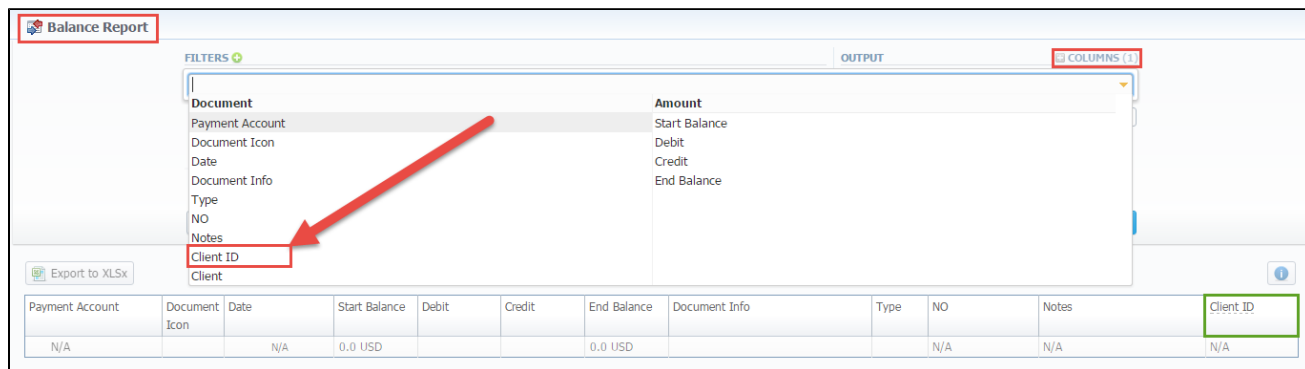 Balance Report
FILTERS
OUTPUT
COLUMNS (1)
Document
Amount
Payment Account
Start Balance
Document Icon
Debit
Date
Credit
Document Info
End Balance
Type
NO
Notes
Client ID
Client
Export to XLSx
Payment Account Document Date Start Balance Debit Credit End Balance Document Info Type NO Notes Client ID
Icon
N/A N/A 0.0 USD 0.0 USD N/A N/A N/A